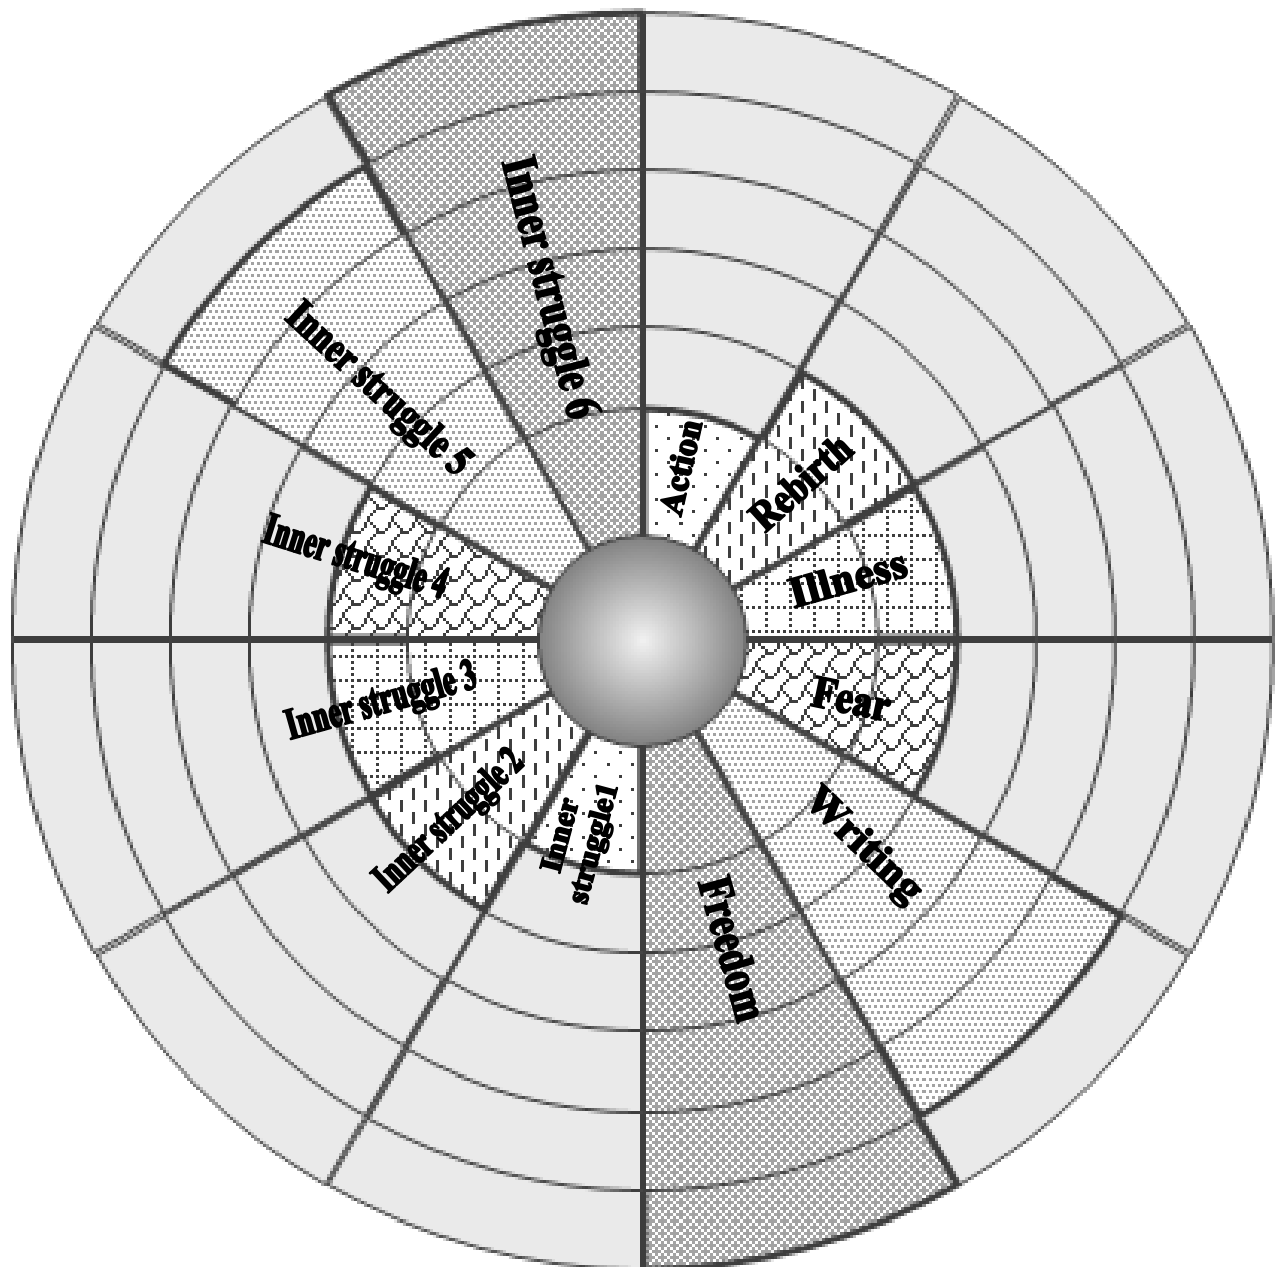 Action
Rebirth
Illness
Fear
Writing
Freedom
Inner
struggle1
Inner struggle 2
Inner struggle 3
Inner struggle 4
Inner struggle 5
Inner struggle 6